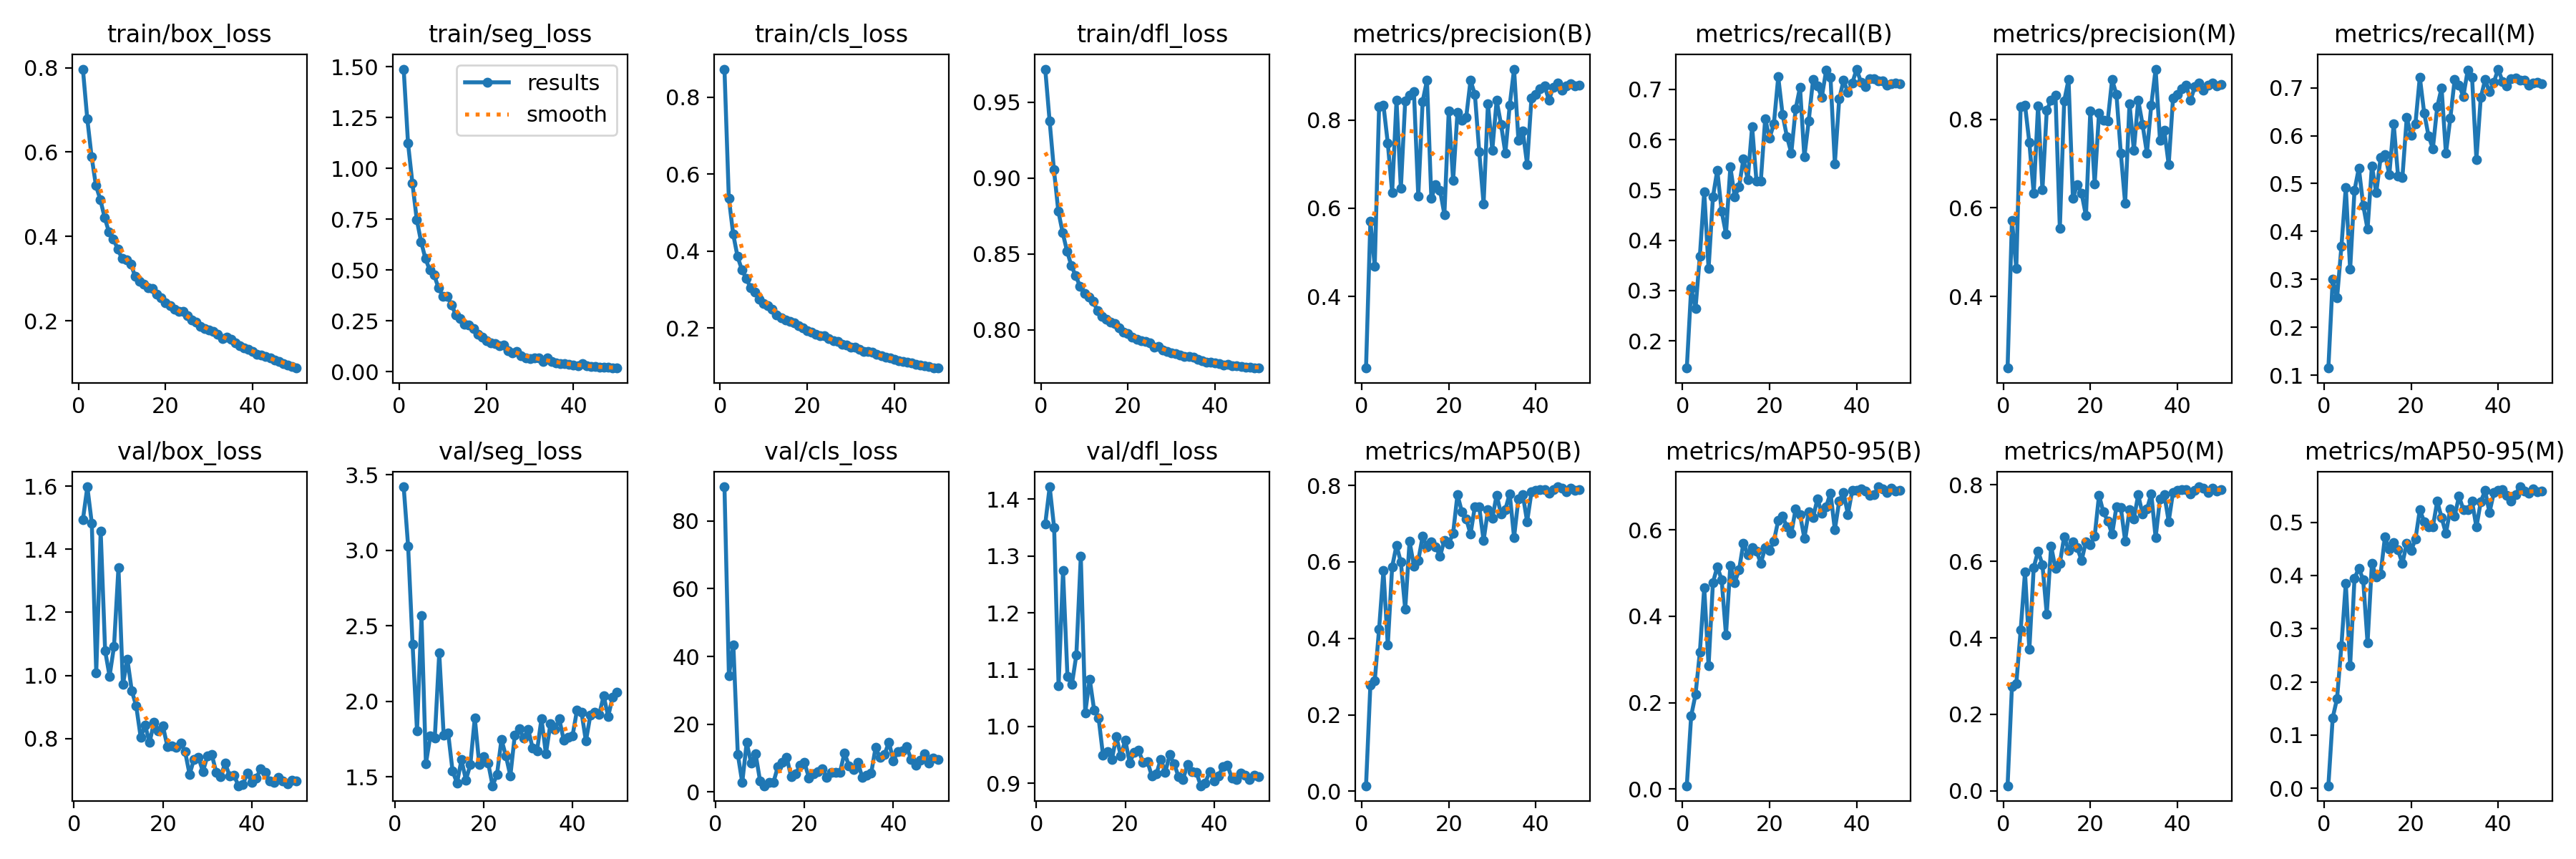 train/box_loss
train/seg_loss
train/cls_loss
train/dfl_loss
metrics/precision(B)
metrics/recall(B)
metrics/precision(M)
metrics/recall(M)
results
smooth
0.8
0.6
0.4
0.2
0 20 40
1.50
1.25
1.00
0.75
0.50
0.25
0.00
0 20 40
0.8
0.6
0.4
0.2
0 20 40
0.95
0.90
0.85
0.80
0 20 40
0.8
0.6
0.4
0 20 40
0.7
0.6
0.5
0.4
0.3
0.2
0 20 40
0.8
0.6
0.4
0 20 40
0.7
0.6
0.5
0.4
0.3
0.2
0.1
0 20 40
val/box_loss
val/seg_loss
val/cls_loss
val/dfl_loss
metrics/mAP50(B)
metrics/mAP50-95(B)
metrics/mAP50(M)
metrics/mAP50-95(M)
1.6
1.4
1.2
1.0
0.8
0 20 40
3.5
3.0
2.5
2.0
1.5
0 20 40
80
60
40
20
0
0 20 40
1.4
1.3
1.2
1.1
1.0
0.9
0 20 40
0.8
0.6
0.4
0.2
0.0
0 20 40
0.6
0.4
0.2
0.0
0 20 40
0.8
0.6
0.4
0.2
0.0
0 20 40
0.5
0.4
0.3
0.2
0.1
0.0
0 20 40